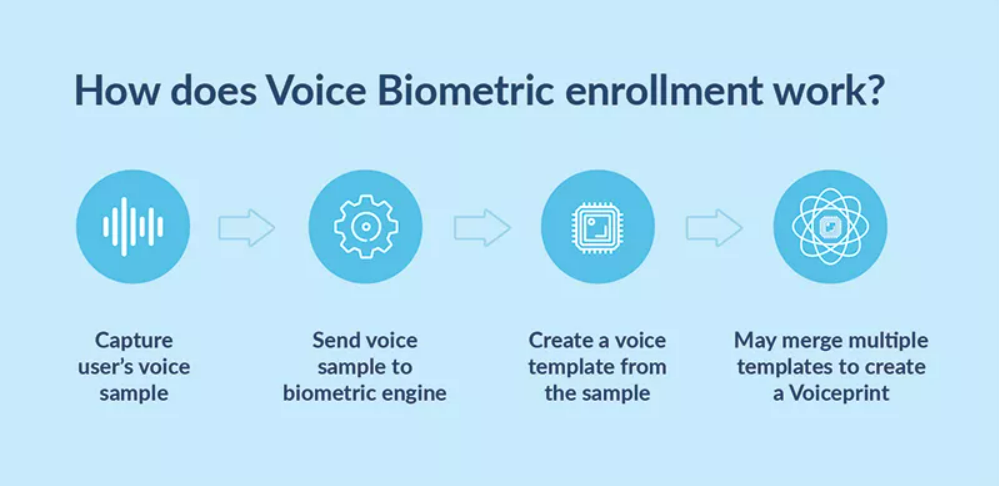 How does Voice Biometric enrollment work?
Capture
user’s voice
sample
Send voice
sample to
biometric engine
Create a voice
template from
the sample
May merge multiple
templates to create
a Voiceprint